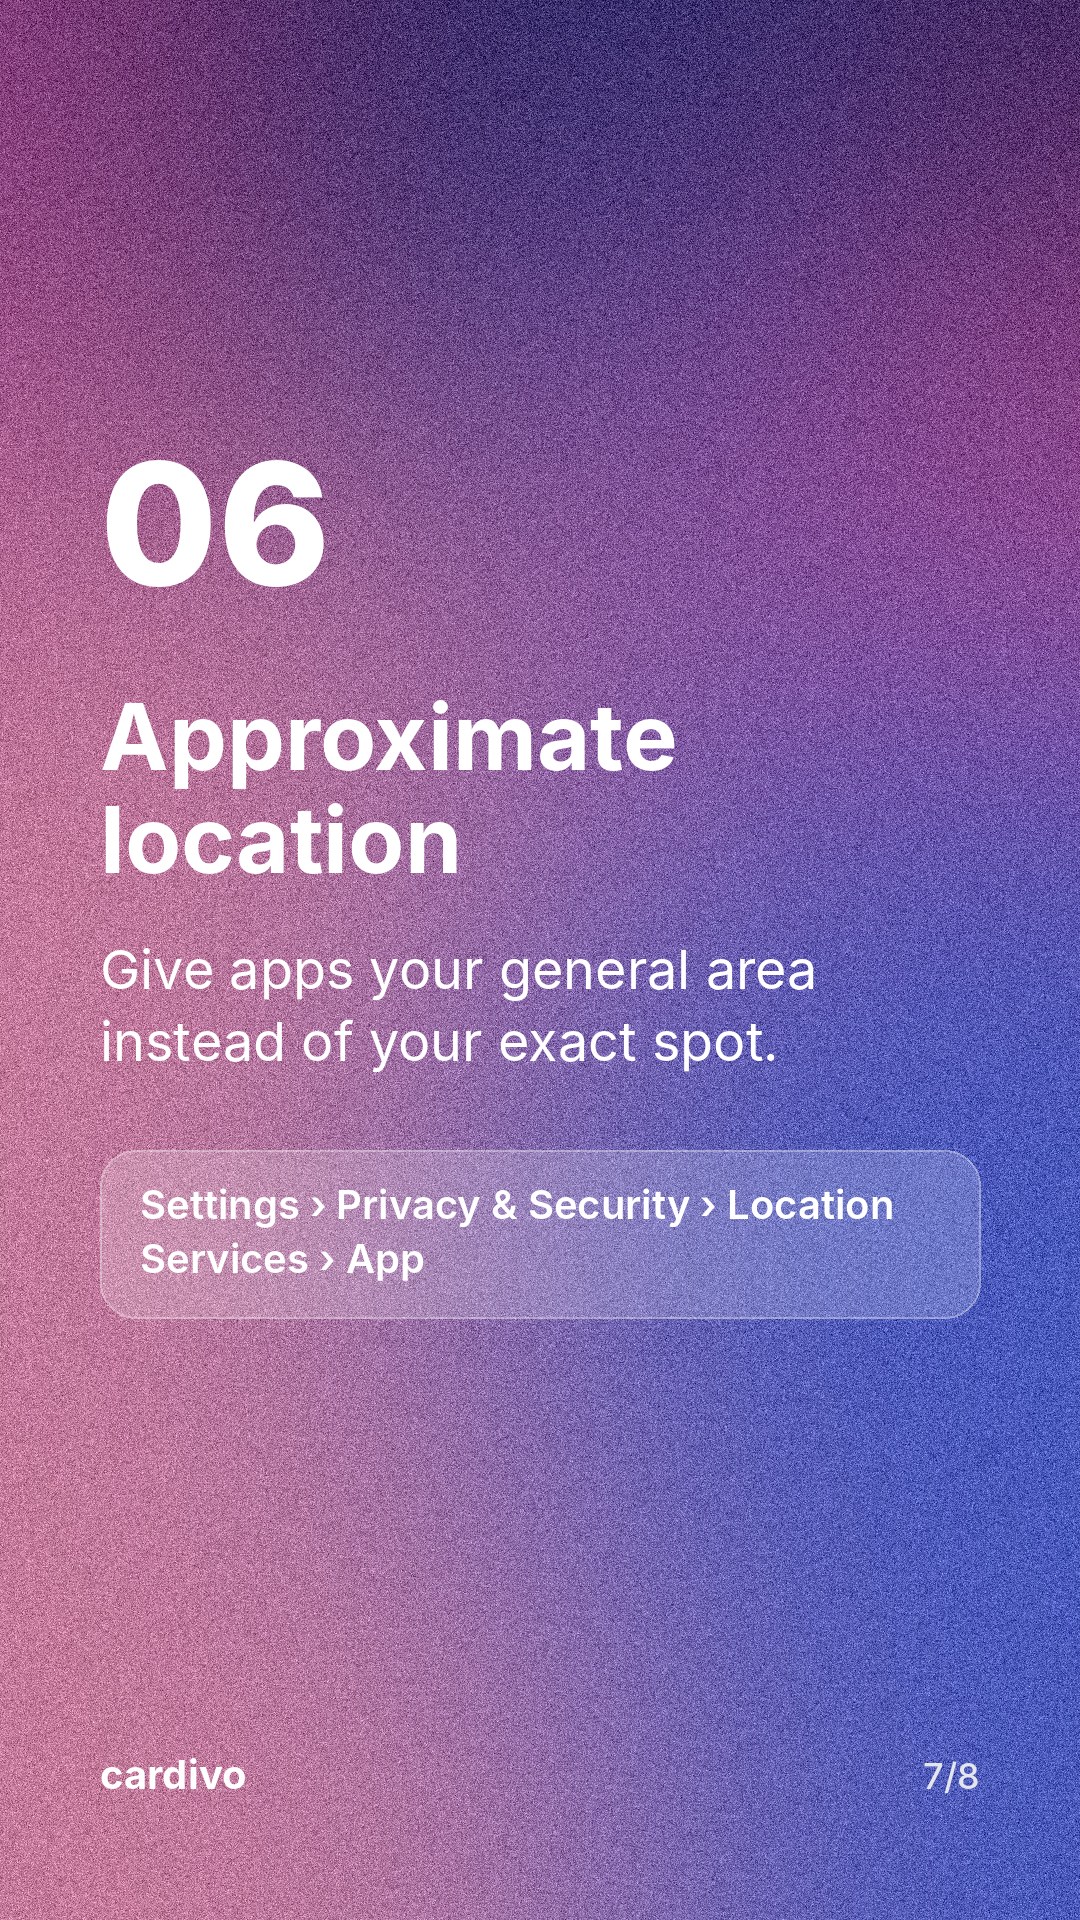 06
Approximate
location
Give apps your general area
instead of your exact spot.
Settings › Privacy & Security › Location
Services › App
cardivo
7/8